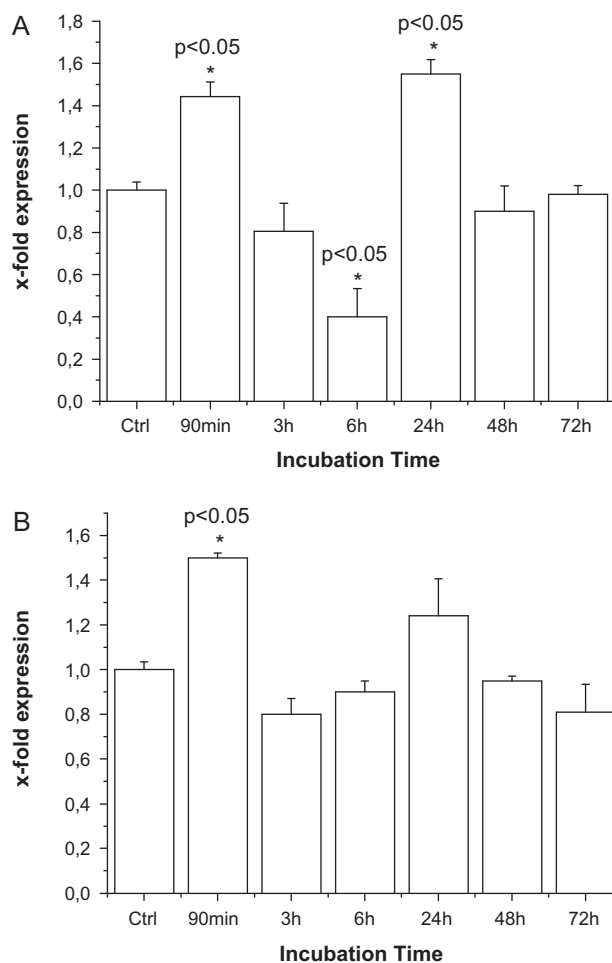 A
x-fold expression
1,8
1,6
1,4
1,2
1,0
0,8
0,6
0,4
0,2
0,0
p<0.05
*
p<0.05
*
p<0.05
*
Ctrl 90min 3h 6h 24h 48h 72h
Incubation Time
B
x-fold expression
1,6
1,4
1,2
1,0
0,8
0,6
0,4
0,2
0,0
p<0.05
*
Ctrl 90min 3h 6h 24h 48h 72h
Incubation Time